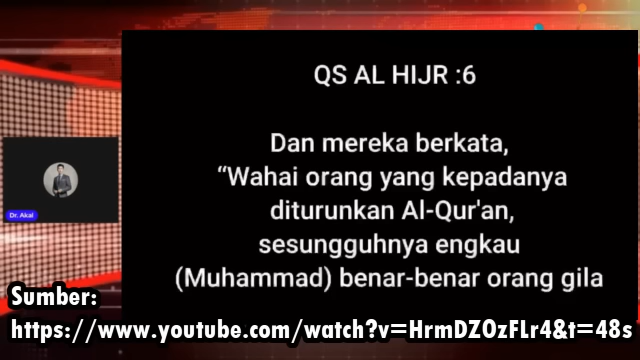 QS AL HIJR :6
Dan mereka berkata,
“Wahai orang yang kepadanya
diturunkan Al-Qur'an,
sesungguhnya engkau
(Muhammad) benar-benar orang gila
Dr. Akal
Sumber:
https://www.youtube.com/watch?v=HrmDZOzFLr4&t=48s